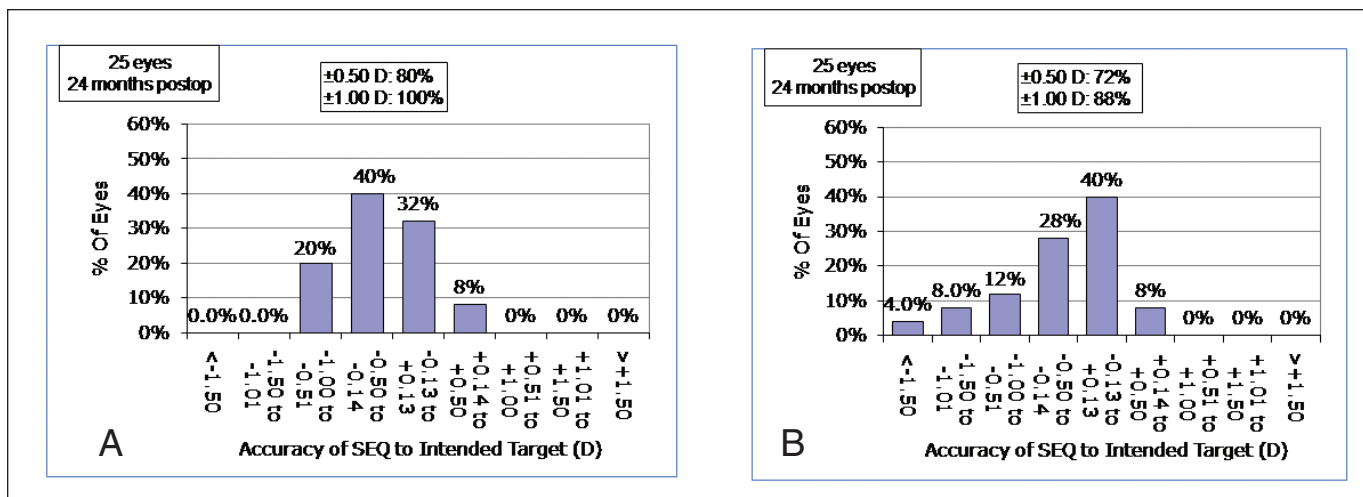 25 eyes
24 months postop
±0.50 D: 80%
±1.00 D: 100%
60%
50%
40%
30%
20%
10%
0%
% Of Eyes
0.0%
0.0%
20%
40%
32%
8%
0%
0%
0%
<-1.50
-1.50 to
-1.01
-1.00 to
-0.51
-0.50 to
-0.14
-0.13 to
+0.13
+0.14 to
+0.50
+0.51 to
+1.00
+1.01 to
+1.50
>+1.50
Accuracy of SEQ to Intended Target (D)
A
25 eyes
24 months postop
±0.50 D: 72%
±1.00 D: 88%
60%
50%
40%
30%
20%
10%
0%
% Of Eyes
4.0%
8.0%
12%
28%
40%
8%
0%
0%
0%
<-1.50
-1.50 to
-1.01
-1.00 to
-0.51
-0.50 to
-0.14
-0.13 to
+0.13
+0.14 to
+0.50
+0.51 to
+1.00
+1.01 to
+1.50
>+1.50
Accuracy of SEQ to Intended Target (D)
B